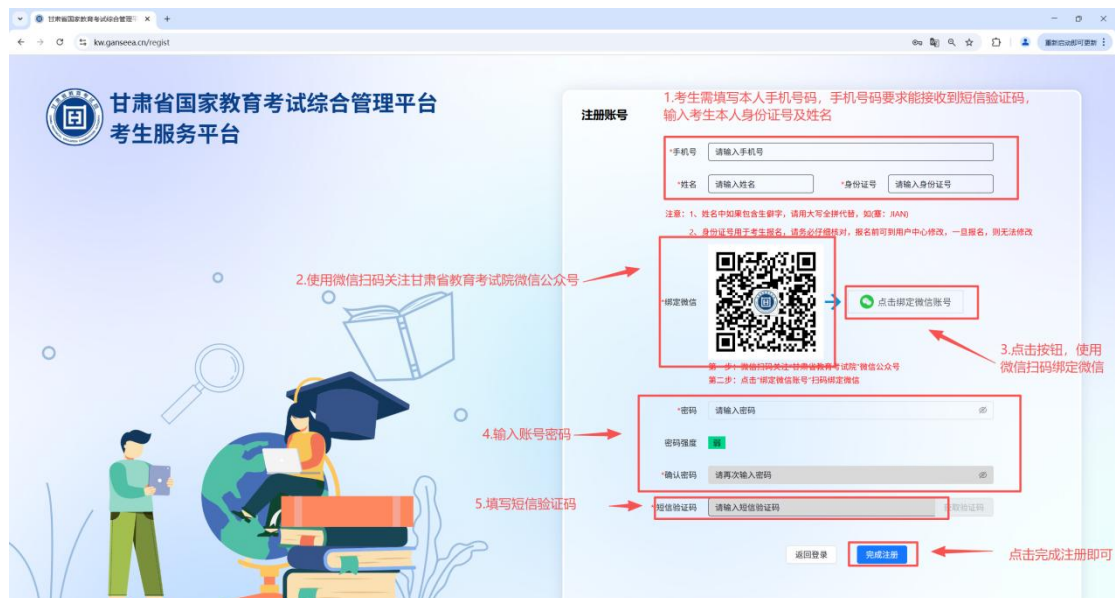 甘肃省国家教育考试综合管理平
kw.ganseea.cn/regist
重新启动即可更新
甘肃省国家教育考试综合管理平台
考生服务平台
注册账号
1.考生需填写本人手机号码，手机号码要求能接收到短信验证码，
输入考生本人身份证号及姓名
*手机号 请输入手机号
*姓名 请输入姓名 *身份证号 请输入身份证号
注意：1、姓名中如果包含生僻字，请用大写全拼代替，如(蹇：JIAN)
2、身份证号用于考生报名，请务必仔细核对，报名前可到用户中心修改，一旦报名，则无法修改
2.使用微信扫码关注甘肃省教育考试院微信公众号
*绑定微信 点击绑定微信账号
3.点击按钮，使用
微信扫码绑定微信
第一步：微信扫码关注"甘肃省教育考试院"微信公众号
第二步：点击"绑定微信账号"扫码绑定微信
*密码 请输入密码
4.输入账号密码
密码强度 弱
*确认密码 请再次输入密码
5.填写短信验证码
*短信验证码 请输入短信验证码 获取验证码
返回登录 完成注册
点击完成注册即可